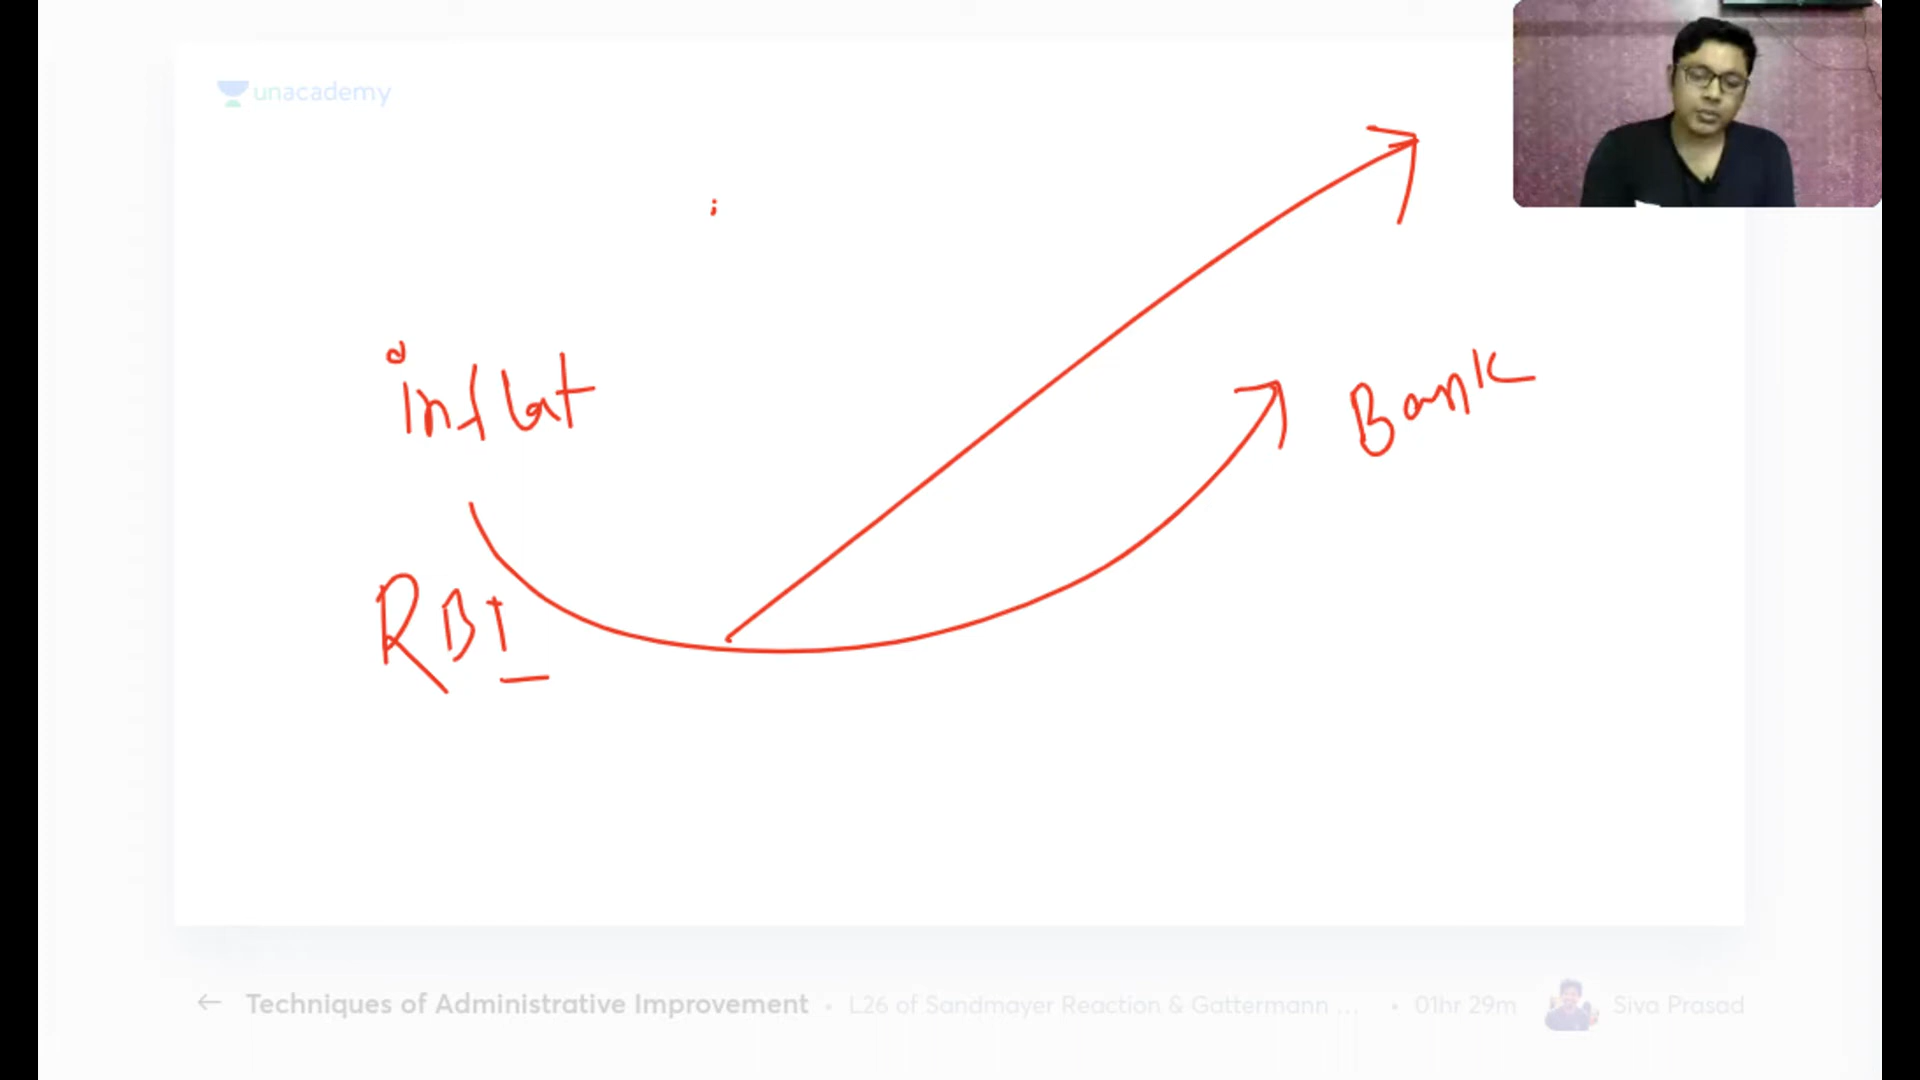 unacademy
inflat
Bank
RBI
← Techniques of Administrative Improvement • L26 of Sandmayer Reaction & Gattermann ... • 01hr 29m Siva Prasad